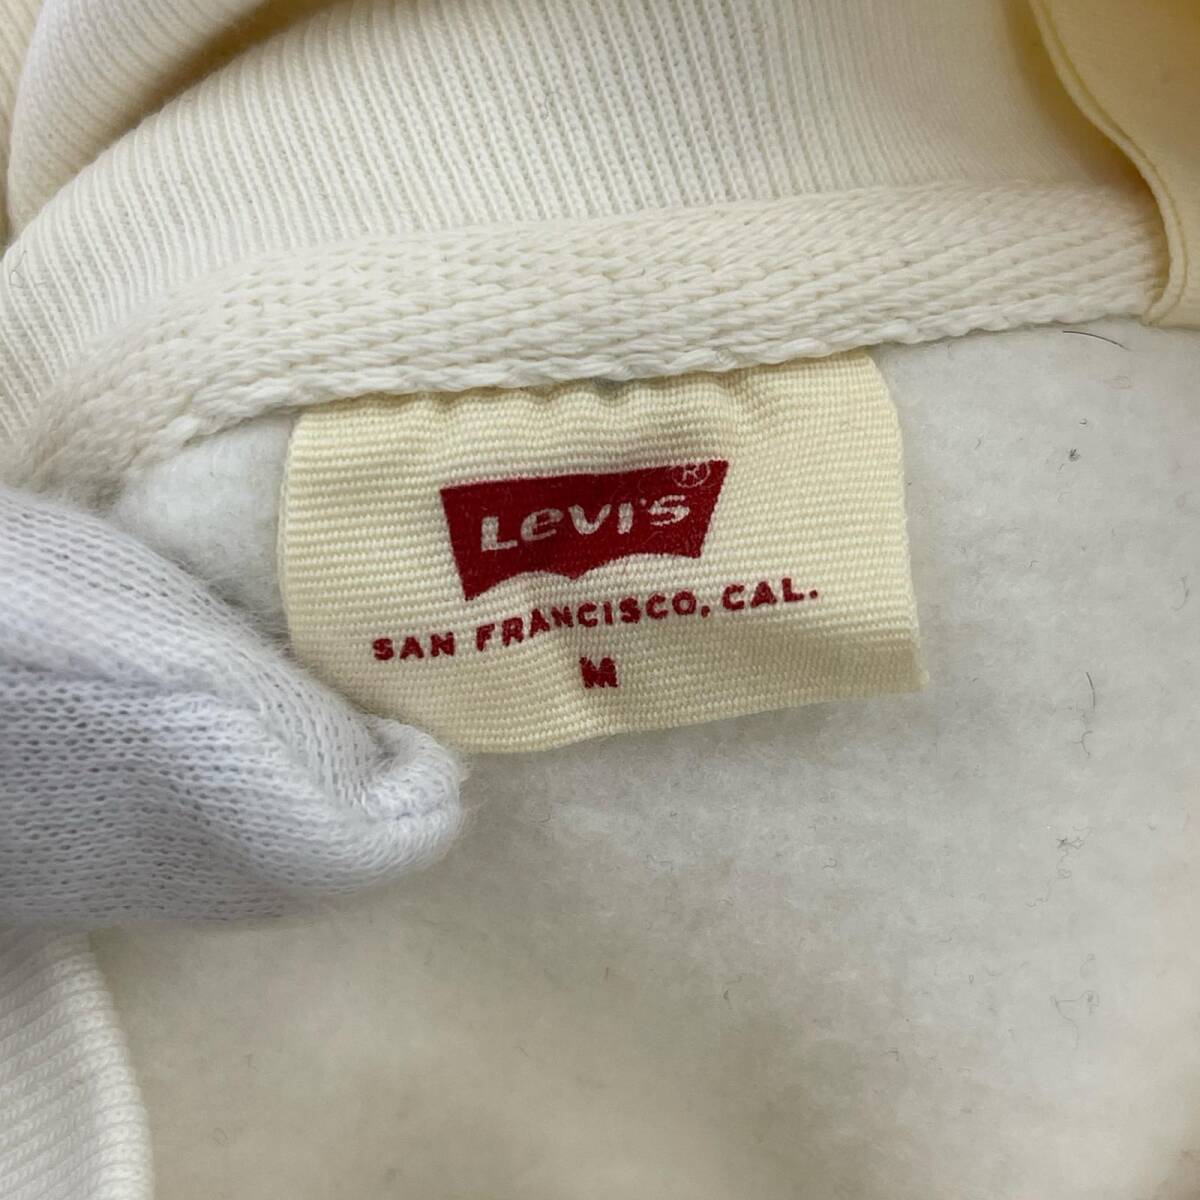 Levi's®
SAN FRANCISCO, CAL.
M